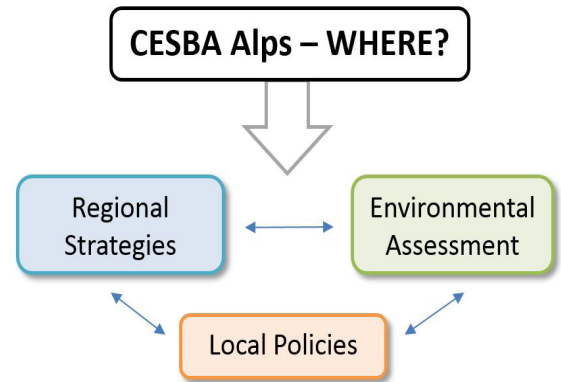 CESBA Alps – WHERE?
Regional
Strategies
Environmental
Assessment
Local Policies